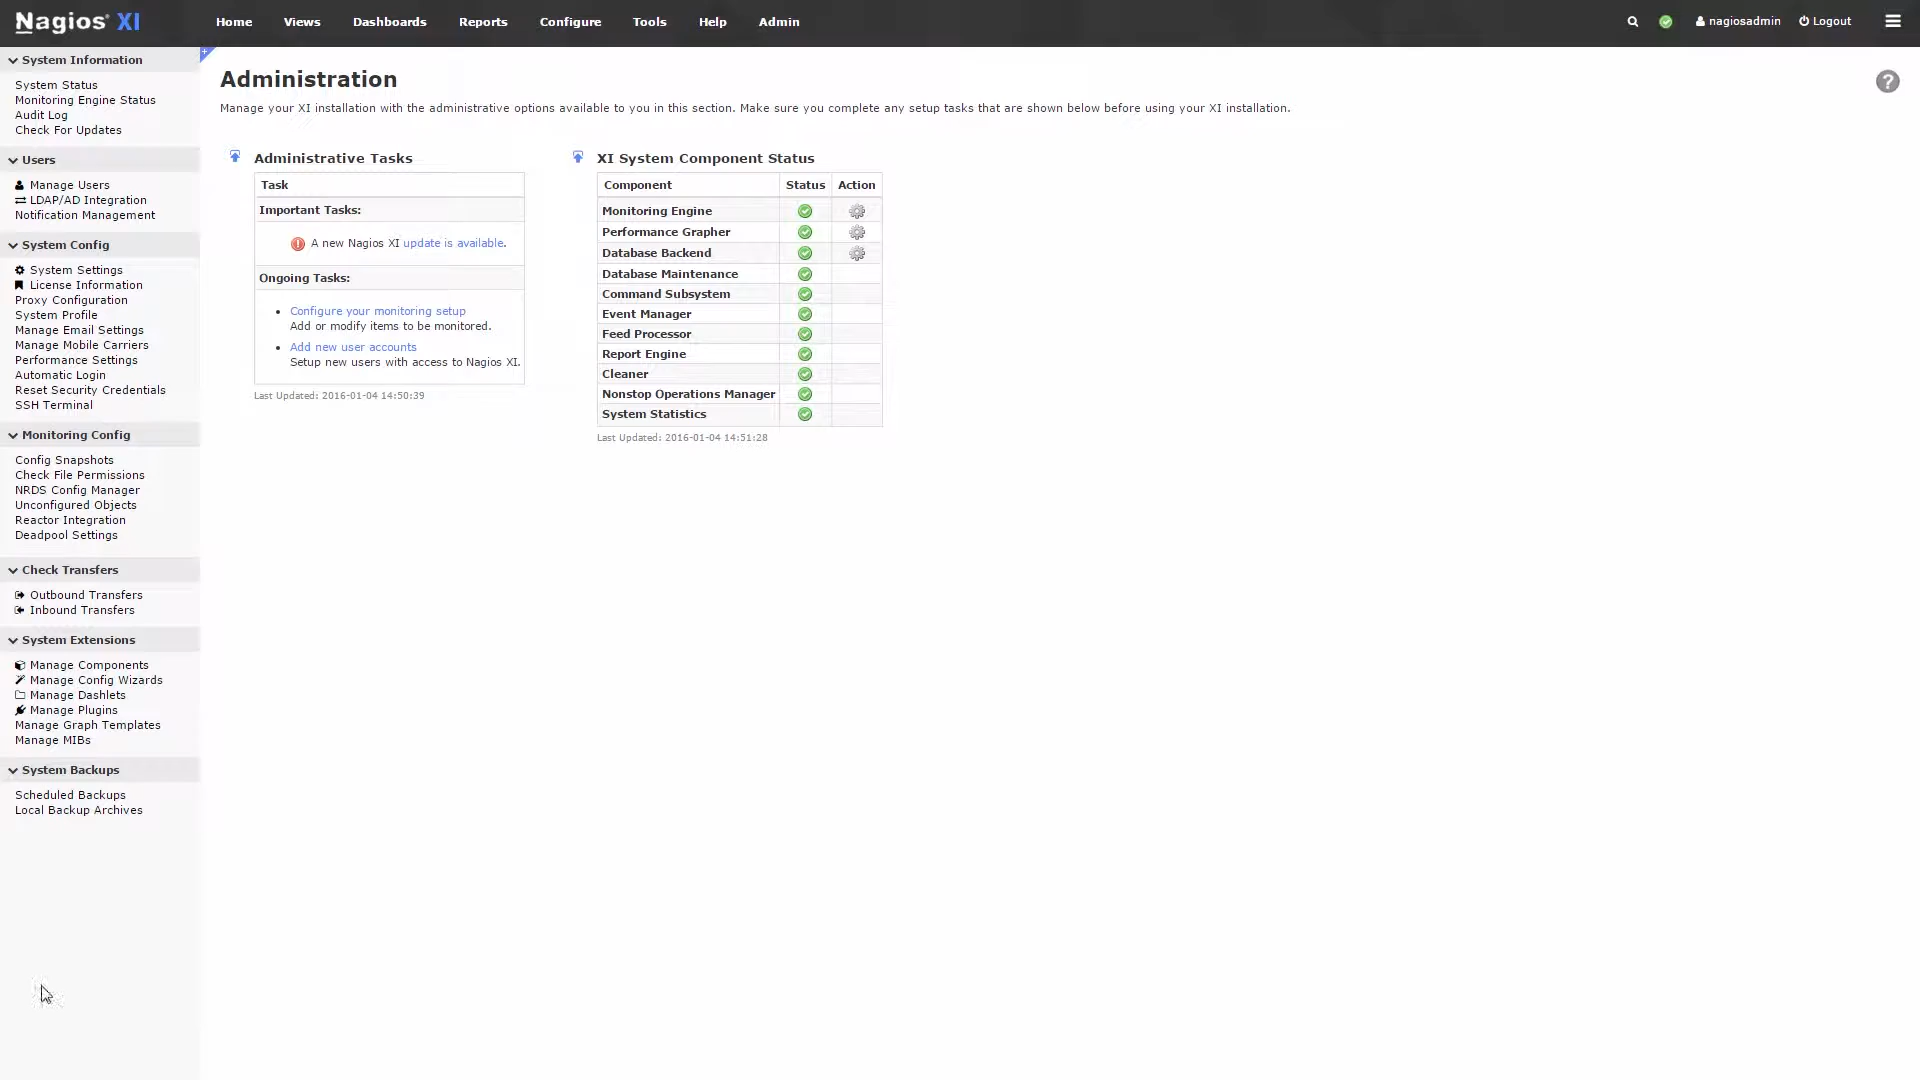 Nagios® XI
Home Views Dashboards Reports Configure Tools Help Admin
nagiosadmin Logout
System Information
System Status
Monitoring Engine Status
Audit Log
Check For Updates
Users
Manage Users
LDAP/AD Integration
Notification Management
System Config
System Settings
License Information
Proxy Configuration
System Profile
Manage Email Settings
Manage Mobile Carriers
Performance Settings
Automatic Login
Reset Security Credentials
SSH Terminal
Monitoring Config
Config Snapshots
Check File Permissions
NRDS Config Manager
Unconfigured Objects
Reactor Integration
Deadpool Settings
Check Transfers
Outbound Transfers
Inbound Transfers
System Extensions
Manage Components
Manage Config Wizards
Manage Dashlets
Manage Plugins
Manage Graph Templates
Manage MIBs
System Backups
Scheduled Backups
Local Backup Archives
Administration
?
Manage your XI installation with the administrative options available to you in this section. Make sure you complete any setup tasks that are shown below before using your XI installation.
Administrative Tasks
Task
Important Tasks:
A new Nagios XI update is available.
Ongoing Tasks:
• Configure your monitoring setup
Add or modify items to be monitored.
• Add new user accounts
Setup new users with access to Nagios XI.
Last Updated: 2016-01-04 14:50:39
XI System Component Status
Component Status Action
Monitoring Engine
Performance Grapher
Database Backend
Database Maintenance
Command Subsystem
Event Manager
Feed Processor
Report Engine
Cleaner
Nonstop Operations Manager
System Statistics
Last Updated: 2016-01-04 14:51:28